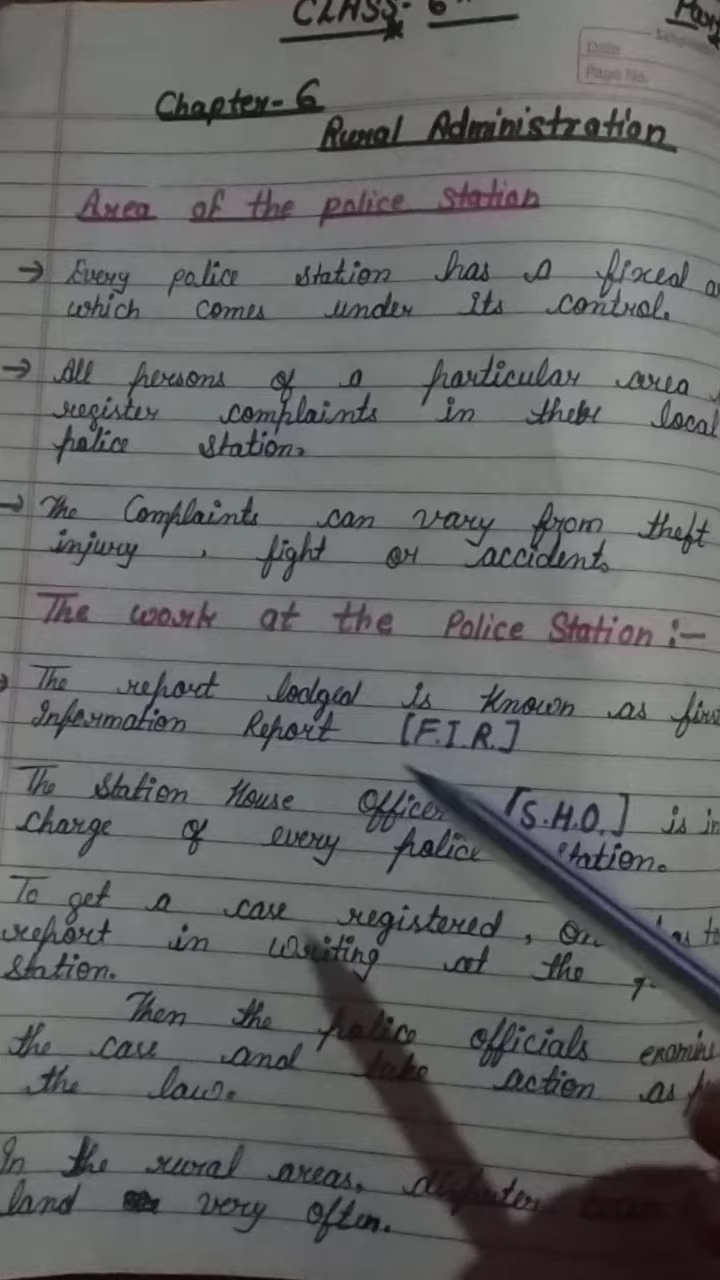 CLASS- 6
Date
Page No.
Chapter-6
Rural Administration
Area of the police station
→ Every police station has a fixed
which comes under its control.
→ All persons of a particular area
register complaints in their local
police station.
→ The Complaints can vary from theft
injury, fight or accident.
The work at the Police Station :-
The report lodged is known as
Information Report [F.I.R.]
The Station House Officer [S.H.O.] is in
charge of every police station.
To get a case registered,
report in writing at the
station.
Then the police officials
the case and take action as
the law.
In the rural areas,
land very often.